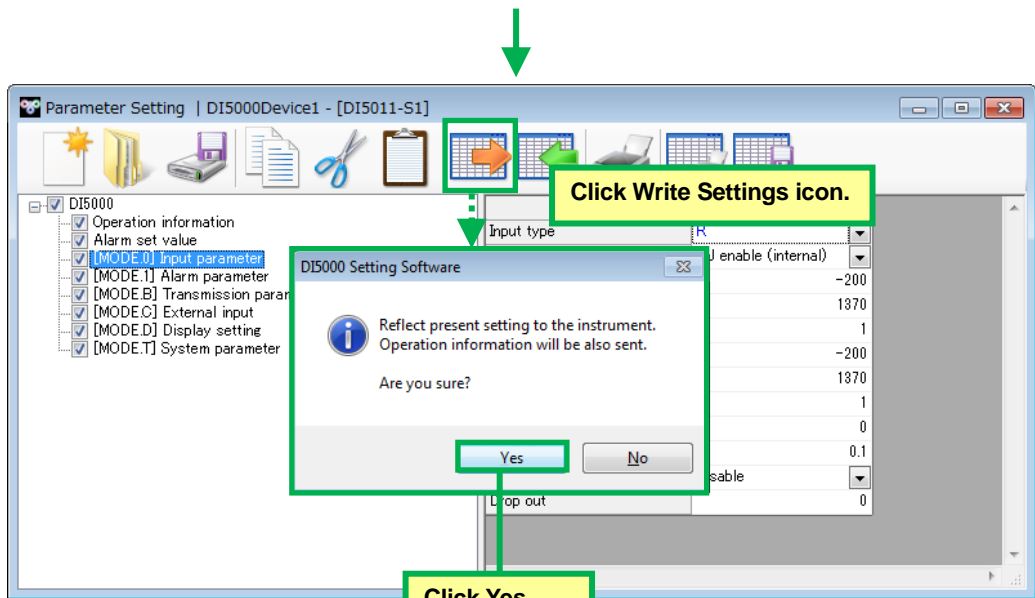 Parameter Setting | DI5000Device1 - [DI5011-S1]
Click Write Settings icon.
DI5000
Operation information
Alarm set value
[MODE.0] Input parameter
[MODE.1] Alarm parameter
[MODE.B] Transmission param
[MODE.C] External input
[MODE.D] Display setting
[MODE.T] System parameter
Input type R
J enable (internal)
-200
1370
1
-200
1370
1
0
0.1
sable
Drop out 0
DI5000 Setting Software
Reflect present setting to the instrument.
Operation information will be also sent.
Are you sure?
Yes No
Click Yes